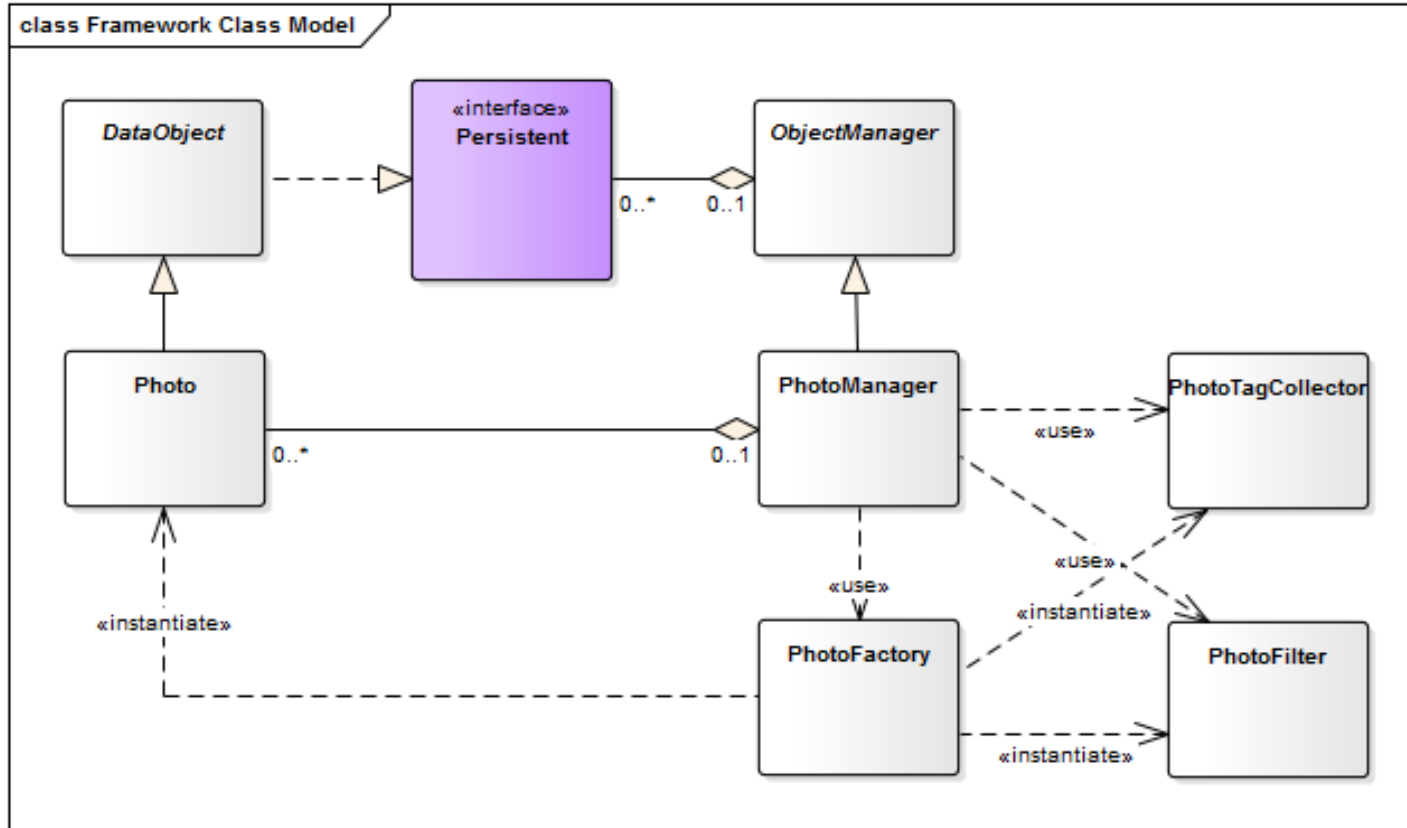 class Framework Class Model
DataObject
«interface»
Persistent
ObjectManager
0..*
0..1
Photo
PhotoManager
PhotoTagCollector
0..*
0..1
«use»
«use»
«use»
«instantiate»
«instantiate»
PhotoFactory
PhotoFilter
«instantiate»